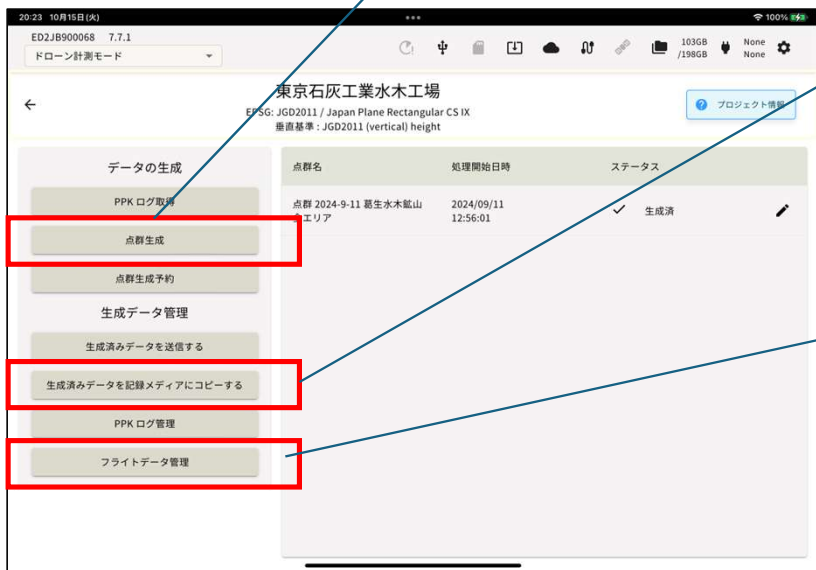 20:23 10月15日(火)
100%
ED2JB900068 7.7.1
ドローン計測モード
103GB
/198GB
None
None
東京石灰工業水木工場
EPSG: JGD2011 / Japan Plane Rectangular CS IX
垂直基準 : JGD2011 (vertical) height
プロジェクト情報
データの生成
PPK ログ取得
点群生成
点群生成予約
生成データ管理
生成済みデータを送信する
生成済みデータを記録メディアにコピーする
PPK ログ管理
フライトデータ管理
点群名 処理開始日時 ステータス
点群 2024-9-11 葛生水木鉱山 2024/09/11 生成済
全エリア 12:56:01